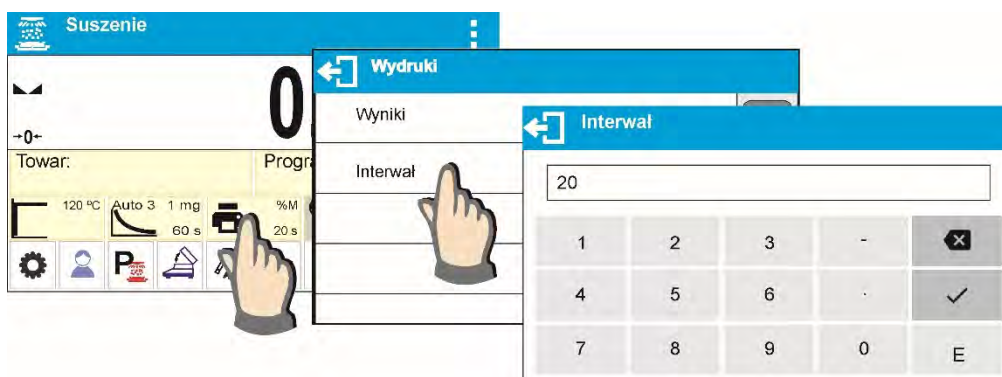 Suszenie
0
→0←
Towar:
Progra
120 ºC
Auto 3 1 mg
60 s
%M
20 s
P
Wydruki
Wyniki
Interwał
Interwał
20
1 2 3 -
4 5 6 .
7 8 9 0 E